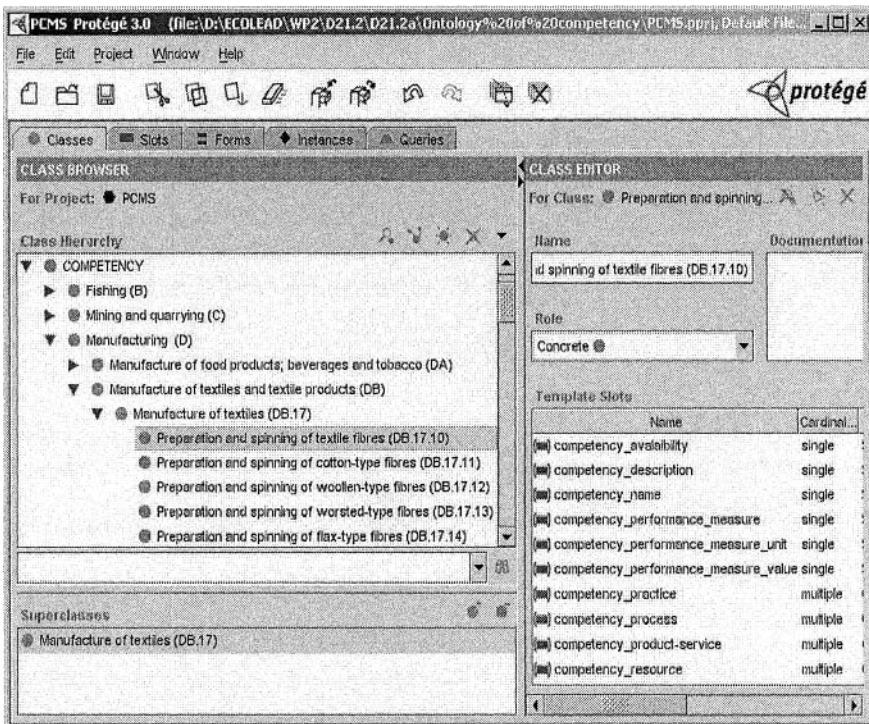 PCMS Protégé 3.0 (file:\D:\ECOLEAD\WP2\D21.2\D21.2a\Ontology%20of%20competency\PCMS.pprj, Default File...
File Edit Project Window Help
protégé
Classes Slots Forms Instances Queries
CLASS BROWSER
For Project: PCMS
Class Hierarchy
COMPETENCY
Fishing (B)
Mining and quarrying (C)
Manufacturing (D)
Manufacture of food products; beverages and tobacco (DA)
Manufacture of textiles and textile products (DB)
Manufacture of textiles (DB.17)
Preparation and spinning of textile fibres (DB.17.10)
Preparation and spinning of cotton-type fibres (DB.17.11)
Preparation and spinning of woollen-type fibres (DB.17.12)
Preparation and spinning of worsted-type fibres (DB.17.13)
Preparation and spinning of flax-type fibres (DB.17.14)
Superclasses
Manufacture of textiles (DB.17)
CLASS EDITOR
For Class: Preparation and spinning...
Name Documentation
d spinning of textile fibres (DB.17.10)
Role
Concrete
Template Slots
Name Cardinal...
competency_avalaibility single
competency_description single
competency_name single
competency_performance_measure single
competency_performance_measure_unit single
competency_performance_measure_value single
competency_practice multiple
competency_process multiple
competency_product-service multiple
competency_resource multiple